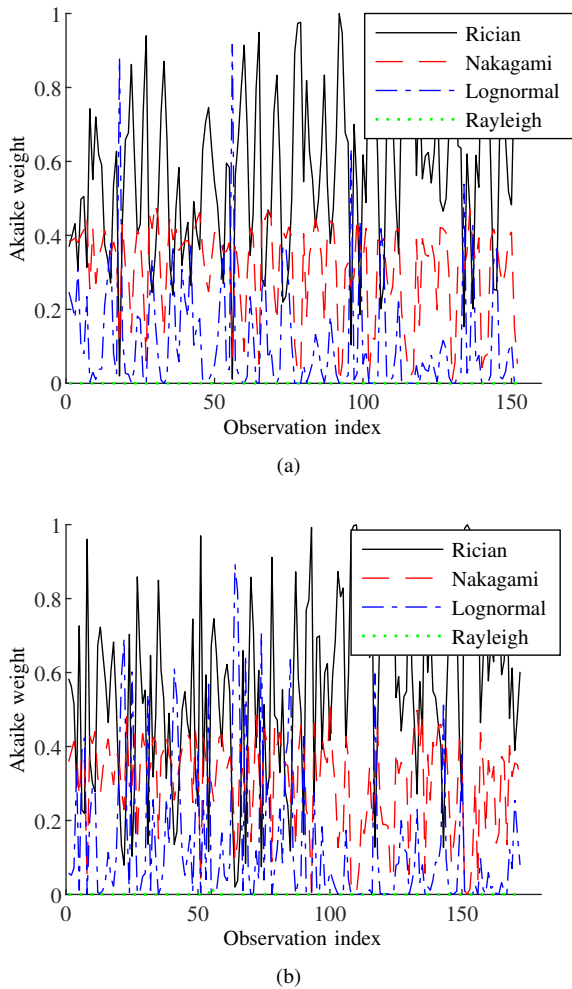 1
0.8
0.6
0.4
0.2
0
Akaike weight
Rician
Nakagami
Lognormal
Rayleigh
0 50 100 150
Observation index
(a)
1
0.8
0.6
0.4
0.2
0
Akaike weight
Rician
Nakagami
Lognormal
Rayleigh
0 50 100 150
Observation index
(b)